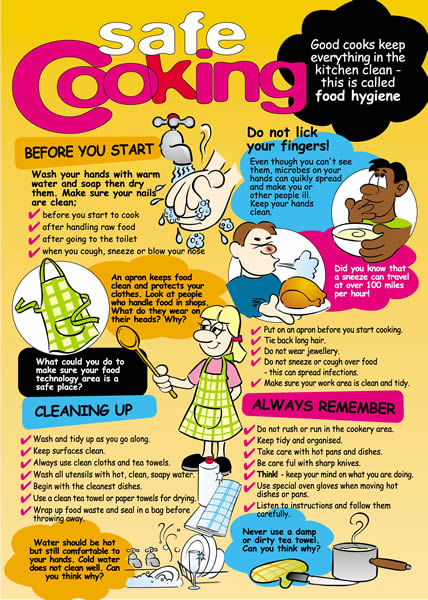 safe
Cooking
Good cooks keep
everything in the
kitchen clean -
this is called
food hygiene
BEFORE YOU START
Wash your hands with warm
water and soap then dry
them. Make sure your nails
are clean;
before you start to cook
after handling raw food
after going to the toilet
when you cough, sneeze or blow your nose
Do not lick
your fingers!
Even though you can't see
them, microbes on your
hands can quikly spread
and make you or
other people ill.
Keep your hands
clean.
Did you know that
a sneeze can travel
at over 100 miles
per hour!
An apron keeps food
clean and protects your
clothes. Look at people
who handle food in shops.
What do they wear on
their heads? Why?
What could you do to
make sure your food
technology area is a
safe place?
Put on an apron before you start cooking.
Tie back long hair.
Do not wear jewellery.
Do not sneeze or cough over food
- this can spread infections.
Make sure your work area is clean and tidy.
CLEANING UP
Wash and tidy up as you go along.
Keep surfaces clean.
Always use clean cloths and tea towels.
Wash all utensils with hot, clean, soapy water.
Begin with the cleanest dishes.
Use a clean tea towel or paper towels for drying.
Wrap up food waste and seal in a bag before
throwing away.
Water should be hot
but still comfortable to
your hands. Cold water
does not clean well. Can
you think why?
ALWAYS REMEMBER
Do not rush or run in the cookery area.
Keep tidy and organised.
Take care with hot pans and dishes.
Be care ful with sharp knives.
Think! - keep your mind on what you are doing.
Use special oven gloves when moving hot
dishes or pans.
Listen to instructions and follow them
carefully.
Never use a damp
or dirty tea towel.
Can you think why?